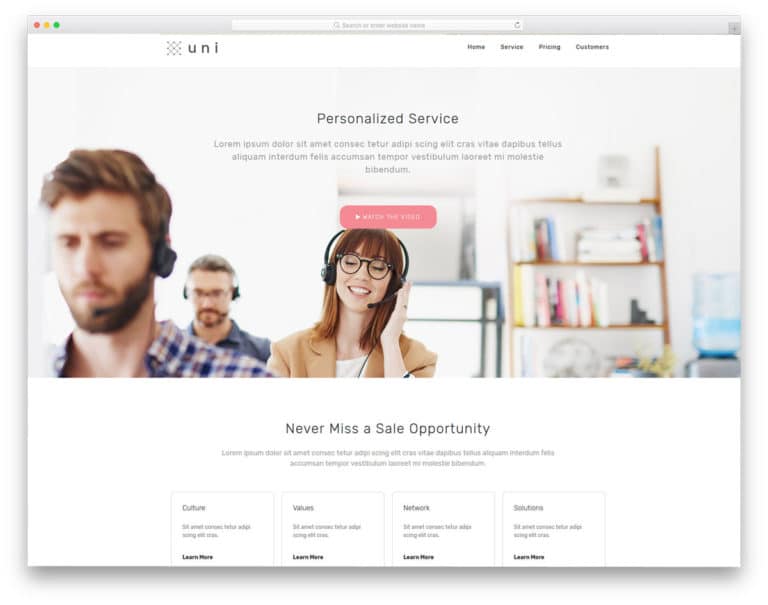 Search or enter website name
uni
Home Service Pricing Customers
Personalized Service
Lorem ipsum dolor sit amet consec tetur adipi scing elit cras vitae dapibus tellus
aliquam interdum felis accumsan tempor vestibulum laoreet mi molestie
bibendum.
WATCH THE VIDEO
Never Miss a Sale Opportunity
Lorem ipsum dolor sit amet consec tetur adipi scing elit cras vitae dapibus tellus aliquam interdum
felis accumsan tempor vestibulum laoreet mi molestie bibendum.
Culture
Sit amet consec tetur adipi
scing elit cras.
Learn More
Values
Sit amet consec tetur adipi
scing elit cras.
Learn More
Network
Sit amet consec tetur adipi
scing elit cras.
Learn More
Solutions
Sit amet consec tetur adipi
scing elit cras.
Learn More